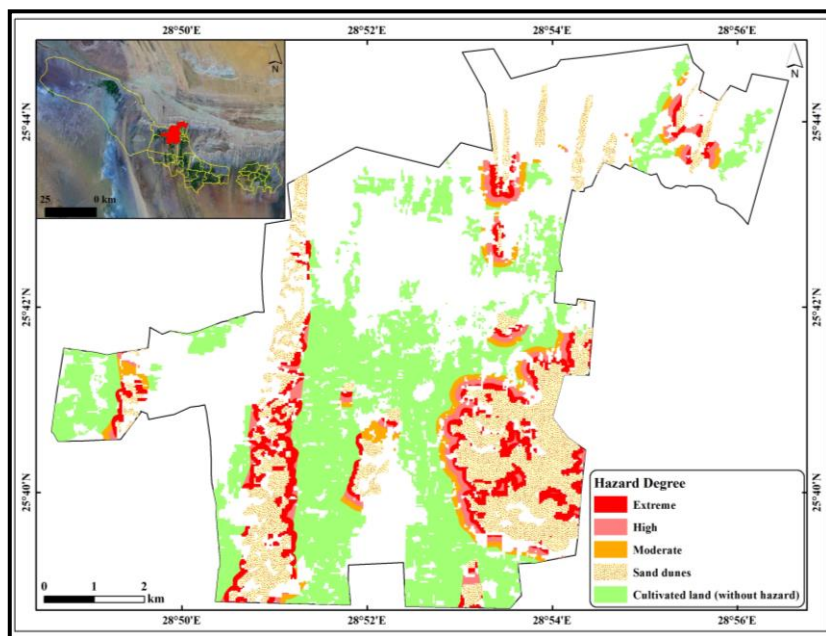 28°50'E 28°52'E 28°54'E 28°56'E
N
N
25 0 km
25°44'N 25°44'N
25°42'N 25°42'N
25°40'N 25°40'N
Hazard Degree
Extreme
High
Moderate
Sand dunes
Cultivated land (without hazard)
0 1 2
km
28°50'E 28°52'E 28°54'E 28°56'E